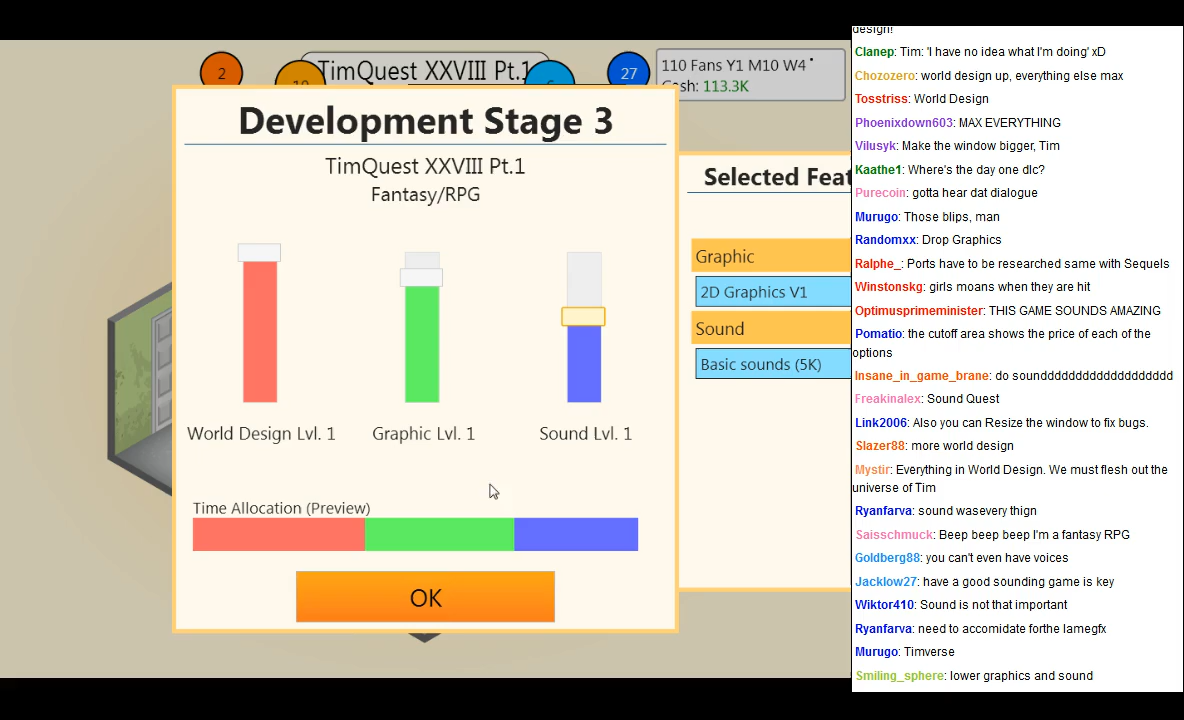 2
TimQuest XXVIII Pt.1
27
110 Fans Y1 M10 W4
Cash: 113.3K
Development Stage 3
TimQuest XXVIII Pt.1
Fantasy/RPG
World Design Lvl. 1
Graphic Lvl. 1
Sound Lvl. 1
Time Allocation (Preview)
OK
Selected Feat
Graphic
2D Graphics V1
Sound
Basic sounds (5K)
design!
Clanep: Tim: 'I have no idea what I'm doing' xD
Chozozero: world design up, everything else max
Tosstriss: World Design
Phoenixdown603: MAX EVERYTHING
Vilusyk: Make the window bigger, Tim
Kaathe1: Where's the day one dlc?
Purecoin: gotta hear dat dialogue
Murugo: Those blips, man
Randomxx: Drop Graphics
Ralphe_: Ports have to be researched same with Sequels
Winstonskg: girls moans when they are hit
Optimusprimeminister: THIS GAME SOUNDS AMAZING
Pomatio: the cutoff area shows the price of each of the
options
Insane_in_game_brane: do sounddddddddddddddddddd
Freakinalex: Sound Quest
Link2006: Also you can Resize the window to fix bugs.
Slazer88: more world design
Mystir: Everything in World Design. We must flesh out the
universe of Tim
Ryanfarva: sound wasevery thign
Saisschmuck: Beep beep beep I'm a fantasy RPG
Goldberg88: you can't even have voices
Jacklow27: have a good sounding game is key
Wiktor410: Sound is not that important
Ryanfarva: need to accomidate forthe lamegfx
Murugo: Timverse
Smiling_sphere: lower graphics and sound